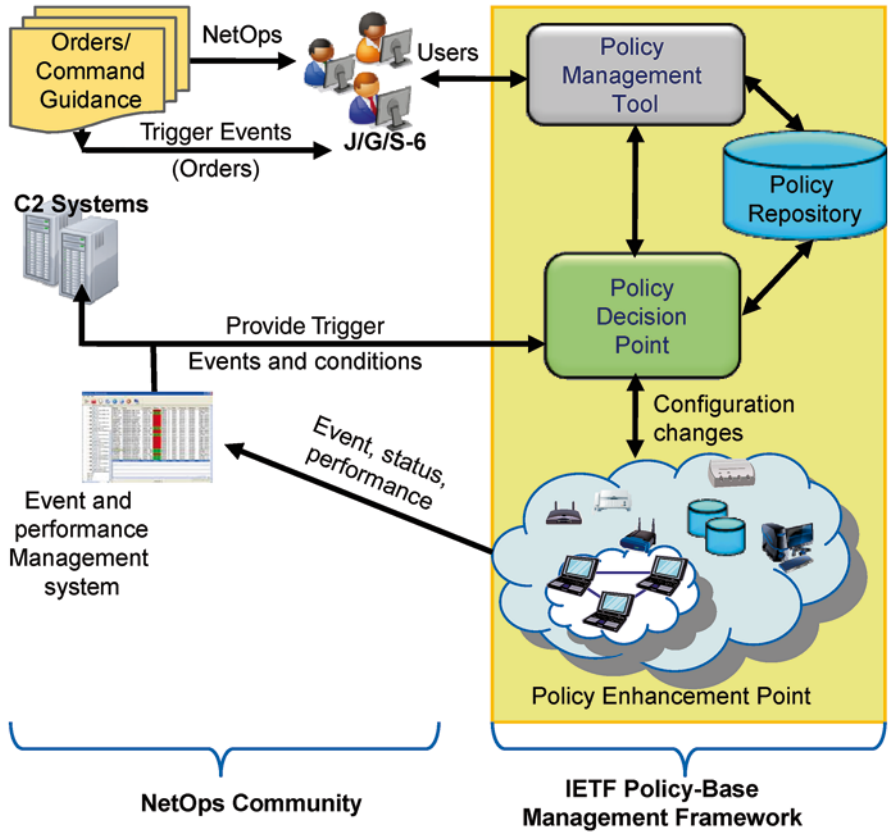 Orders/
Command
Guidance
NetOps
Users
J/G/S-6
Trigger Events
(Orders)
Policy
Management
Tool
Policy
Repository
C2 Systems
Policy
Decision
Point
Provide Trigger
Events and conditions
Configuration
changes
Event, status,
performance
Event and
performance
Management
system
Policy Enhancement Point
NetOps Community
IETF Policy-Base
Management Framework